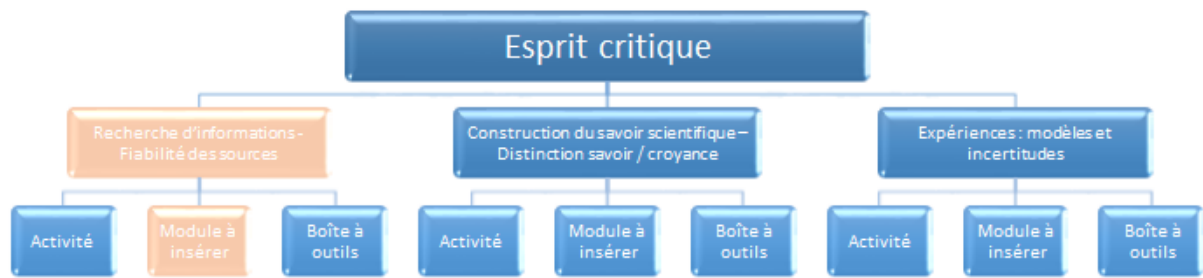 Esprit critique
Recherche d'informations -
Fiabilité des sources
Construction du savoir scientifique –
Distinction savoir / croyance
Expériences : modèles et
incertitudes
Activité
Module à
insérer
Boîte à
outils
Activité
Module à
insérer
Boîte à
outils
Activité
Module à
insérer
Boîte à
outils